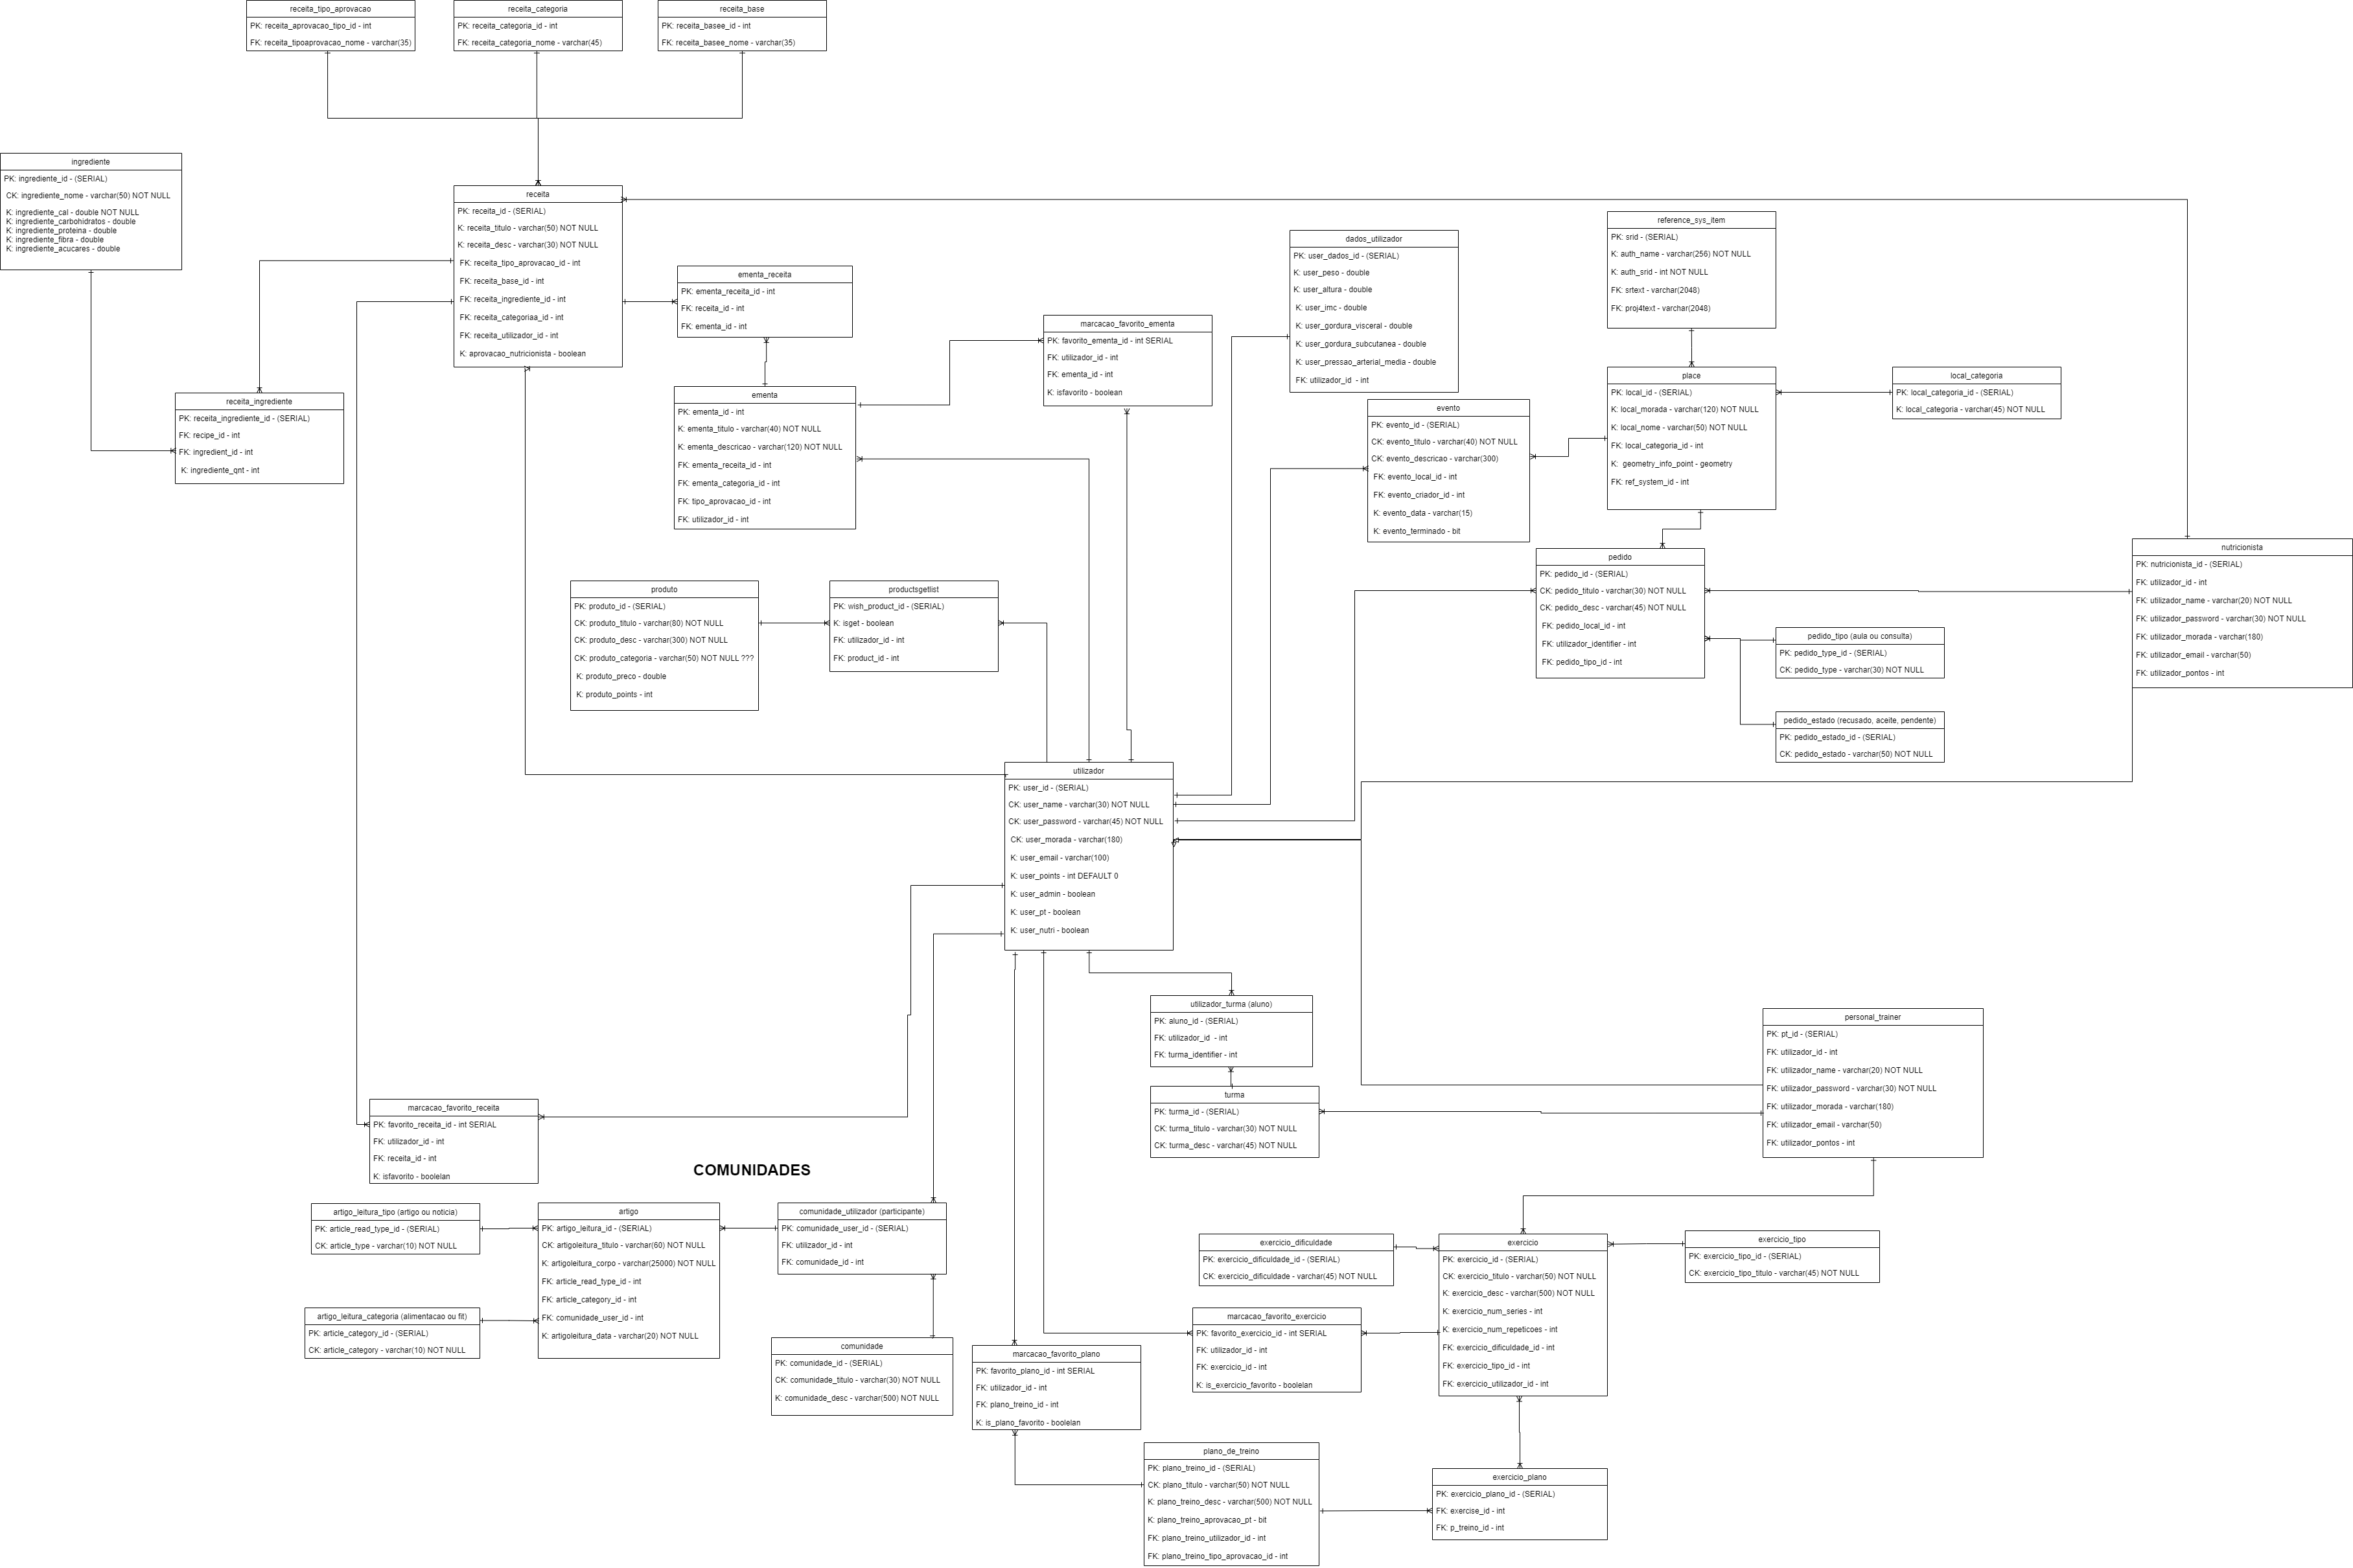 receita_tipo_aprovacao
PK: receita_aprovacao_tipo_id - int
FK: receita_tipoaprovacao_nome - varchar(35)
receita_categoria
PK: receita_categoria_id - int
FK: receita_categoria_nome - varchar(45)
receita_base
PK: receita_basee_id - int
FK: receita_basee_nome - varchar(35)
ingrediente
PK: ingrediente_id - (SERIAL)
CK: ingrediente_nome - varchar(50) NOT NULL
K: ingrediente_cal - double NOT NULL
K: ingrediente_carbohidratos - double
K: ingrediente_proteina - double
K: ingrediente_fibra - double
K: ingrediente_acucares - double
receita
PK: receita_id - (SERIAL)
K: receita_titulo - varchar(50) NOT NULL
K: receita_desc - varchar(30) NOT NULL
FK: receita_tipo_aprovacao_id - int
FK: receita_base_id - int
FK: receita_ingrediente_id - int
FK: receita_categoriaa_id - int
FK: receita_utilizador_id - int
K: aprovacao_nutricionista - boolean
receita_ingrediente
PK: receita_ingrediente_id - (SERIAL)
FK: recipe_id - int
FK: ingredient_id - int
K: ingrediente_qnt - int
ementa_receita
PK: ementa_receita_id - int
FK: receita_id - int
FK: ementa_id - int
ementa
PK: ementa_id - int
K: ementa_titulo - varchar(40) NOT NULL
K: ementa_descricao - varchar(120) NOT NULL
FK: ementa_receita_id - int
FK: ementa_categoria_id - int
FK: tipo_aprovacao_id - int
FK: utilizador_id - int
marcacao_favorito_ementa
PK: favorito_ementa_id - int SERIAL
FK: utilizador_id - int
FK: ementa_id - int
K: isfavorito - boolean
dados_utilizador
PK: user_dados_id - (SERIAL)
K: user_peso - double
K: user_altura - double
K: user_imc - double
K: user_gordura_visceral - double
K: user_gordura_subcutanea - double
K: user_pressao_arterial_media - double
FK: utilizador_id - int
reference_sys_item
PK: srid - (SERIAL)
K: auth_name - varchar(256) NOT NULL
K: auth_srid - int NOT NULL
FK: srtext - varchar(2048)
FK: proj4text - varchar(2048)
evento
PK: evento_id - (SERIAL)
CK: evento_titulo - varchar(40) NOT NULL
CK: evento_descricao - varchar(300)
FK: evento_local_id - int
FK: evento_criador_id - int
K: evento_data - varchar(15)
K: evento_terminado - bit
place
PK: local_id - (SERIAL)
K: local_morada - varchar(120) NOT NULL
K: local_nome - varchar(50) NOT NULL
FK: local_categoria_id - int
K: geometry_info_point - geometry
FK: ref_system_id - int
local_categoria
PK: local_categoria_id - (SERIAL)
K: local_categoria - varchar(45) NOT NULL
pedido
PK: pedido_id - (SERIAL)
CK: pedido_titulo - varchar(30) NOT NULL
CK: pedido_desc - varchar(45) NOT NULL
FK: pedido_local_id - int
FK: utilizador_identifier - int
FK: pedido_tipo_id - int
nutricionista
PK: nutricionista_id - (SERIAL)
FK: utilizador_id - int
FK: utilizador_name - varchar(20) NOT NULL
FK: utilizador_password - varchar(30) NOT NULL
FK: utilizador_morada - varchar(180)
FK: utilizador_email - varchar(50)
FK: utilizador_pontos - int
produto
PK: produto_id - (SERIAL)
CK: produto_titulo - varchar(80) NOT NULL
CK: produto_desc - varchar(300) NOT NULL
CK: produto_categoria - varchar(50) NOT NULL ???
K: produto_preco - double
K: produto_points - int
productsgetlist
PK: wish_product_id - (SERIAL)
K: isget - boolean
FK: utilizador_id - int
FK: product_id - int
pedido_tipo (aula ou consulta)
PK: pedido_type_id - (SERIAL)
CK: pedido_type - varchar(30) NOT NULL
pedido_estado (recusado, aceite, pendente)
PK: pedido_estado_id - (SERIAL)
CK: pedido_estado - varchar(50) NOT NULL
utilizador
PK: user_id - (SERIAL)
CK: user_name - varchar(30) NOT NULL
CK: user_password - varchar(45) NOT NULL
CK: user_morada - varchar(180)
K: user_email - varchar(100)
K: user_points - int DEFAULT 0
K: user_admin - boolean
K: user_pt - boolean
K: user_nutri - boolean
utilizador_turma (aluno)
PK: aluno_id - (SERIAL)
FK: utilizador_id - int
FK: turma_identifier - int
turma
PK: turma_id - (SERIAL)
CK: turma_titulo - varchar(30) NOT NULL
CK: turma_desc - varchar(45) NOT NULL
personal_trainer
PK: pt_id - (SERIAL)
FK: utilizador_id - int
FK: utilizador_name - varchar(20) NOT NULL
FK: utilizador_password - varchar(30) NOT NULL
FK: utilizador_morada - varchar(180)
FK: utilizador_email - varchar(50)
FK: utilizador_pontos - int
marcacao_favorito_receita
PK: favorito_receita_id - int SERIAL
FK: utilizador_id - int
FK: receita_id - int
K: isfavorito - boolelan
COMUNIDADES
artigo_leitura_tipo (artigo ou noticia)
PK: article_read_type_id - (SERIAL)
CK: article_type - varchar(10) NOT NULL
artigo_leitura_categoria (alimentacao ou fit)
PK: article_category_id - (SERIAL)
CK: article_category - varchar(10) NOT NULL
artigo
PK: artigo_leitura_id - (SERIAL)
CK: artigoleitura_titulo - varchar(60) NOT NULL
K: artigoleitura_corpo - varchar(25000) NOT NULL
FK: article_read_type_id - int
FK: article_category_id - int
FK: comunidade_user_id - int
K: artigoleitura_data - varchar(20) NOT NULL
comunidade_utilizador (participante)
PK: comunidade_user_id - (SERIAL)
FK: utilizador_id - int
FK: comunidade_id - int
comunidade
PK: comunidade_id - (SERIAL)
CK: comunidade_titulo - varchar(30) NOT NULL
K: comunidade_desc - varchar(500) NOT NULL
marcacao_favorito_plano
PK: favorito_plano_id - int SERIAL
FK: utilizador_id - int
FK: plano_treino_id - int
K: is_plano_favorito - boolelan
exercicio_dificuldade
PK: exercicio_dificuldade_id - (SERIAL)
CK: exercicio_dificuldade - varchar(45) NOT NULL
marcacao_favorito_exercicio
PK: favorito_exercicio_id - int SERIAL
FK: utilizador_id - int
FK: exercicio_id - int
K: is_exercicio_favorito - boolelan
exercicio
PK: exercicio_id - (SERIAL)
CK: exercicio_titulo - varchar(50) NOT NULL
K: exercicio_desc - varchar(500) NOT NULL
K: exercicio_num_series - int
K: exercicio_num_repeticoes - int
FK: exercicio_dificuldade_id - int
FK: exercicio_tipo_id - int
FK: exercicio_utilizador_id - int
exercicio_tipo
PK: exercicio_tipo_id - (SERIAL)
CK: exercicio_tipo_titulo - varchar(45) NOT NULL
plano_de_treino
PK: plano_treino_id - (SERIAL)
CK: plano_titulo - varchar(50) NOT NULL
K: plano_treino_desc - varchar(500) NOT NULL
K: plano_treino_aprovacao_pt - bit
FK: plano_treino_utilizador_id - int
FK: plano_treino_tipo_aprovacao_id - int
exercicio_plano
PK: exercicio_plano_id - (SERIAL)
FK: exercise_id - int
FK: p_treino_id - int